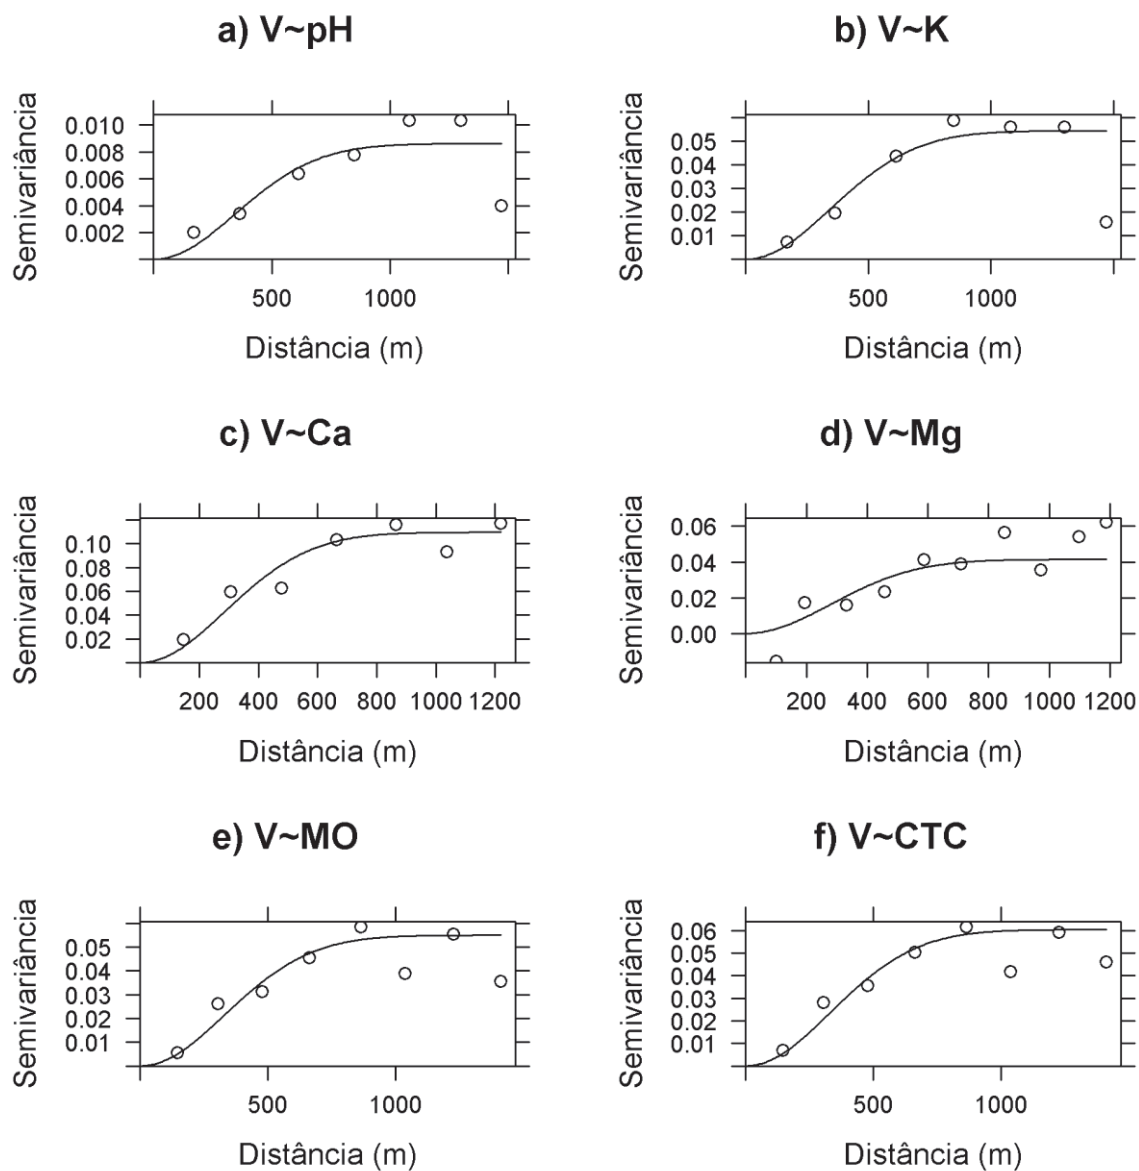 a) V~pH
Semivariância
0.010
0.008
0.006
0.004
0.002
500 1000
Distância (m)
b) V~K
Semivariância
0.05
0.04
0.03
0.02
0.01
500 1000
Distância (m)
c) V~Ca
Semivariância
0.10
0.08
0.06
0.04
0.02
200 400 600 800 1000 1200
Distância (m)
d) V~Mg
Semivariância
0.06
0.04
0.02
0.00
200 400 600 800 1000 1200
Distância (m)
e) V~MO
Semivariância
0.05
0.04
0.03
0.02
0.01
500 1000
Distância (m)
f) V~CTC
Semivariância
0.06
0.05
0.04
0.03
0.02
0.01
500 1000
Distância (m)